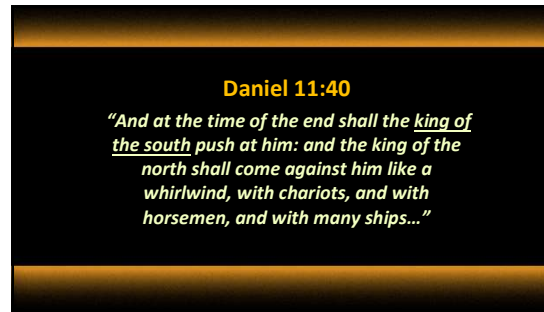 Daniel 11:40
“And at the time of the end shall the king of
the south push at him: and the king of the
north shall come against him like a
whirlwind, with chariots, and with
horsemen, and with many ships…”